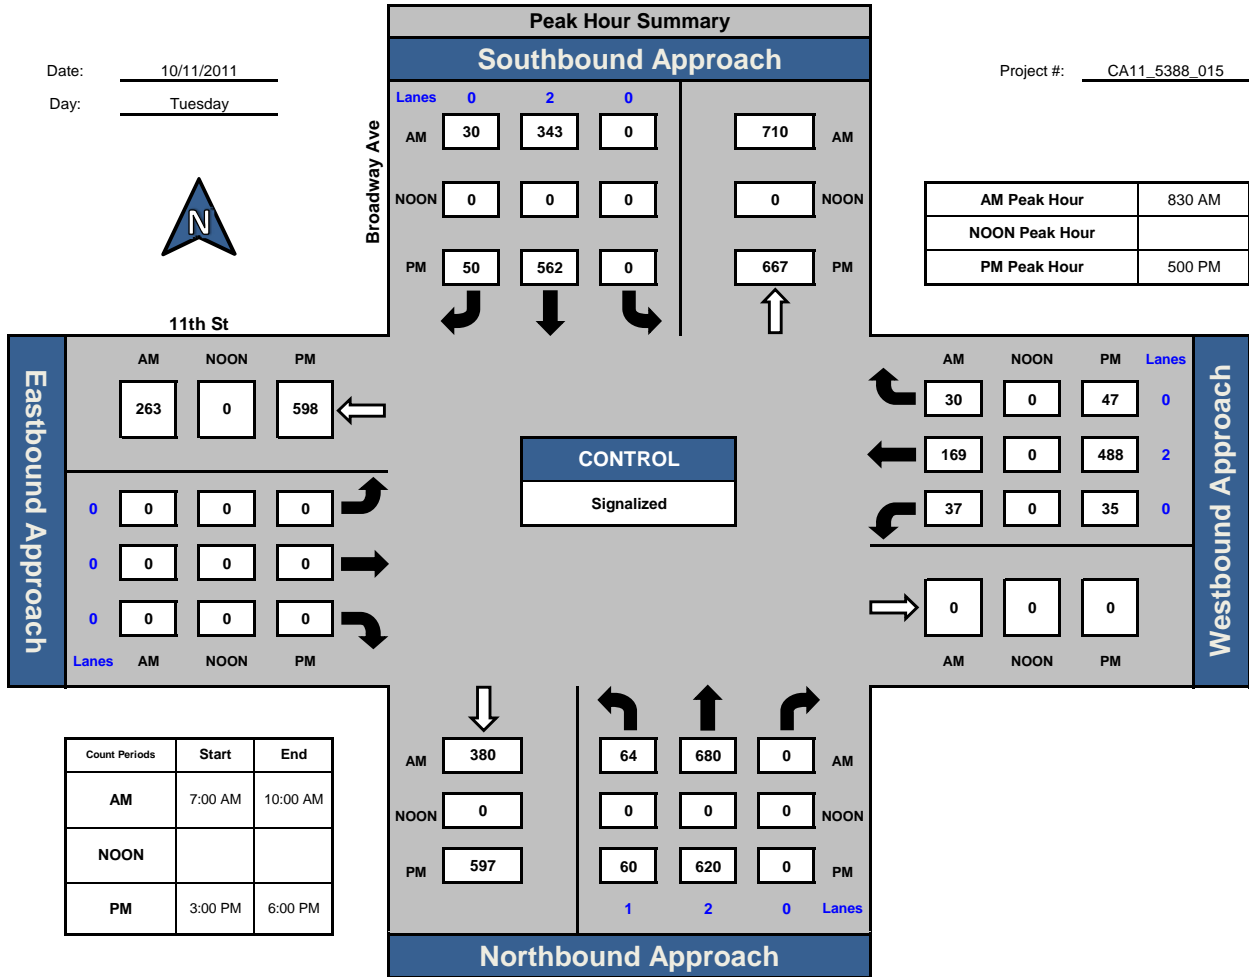 Peak Hour Summary
Southbound Approach
Date: 10/11/2011
Project #: CA11_5388_015
Day: Tuesday
Lanes 0 2 0
AM 30 343 0 710 AM
Broadway Ave
NOON 0 0 0 0 NOON
PM 50 562 0 667 PM
N
AM Peak Hour 830 AM
NOON Peak Hour
PM Peak Hour 500 PM
11th St
Eastbound Approach
AM NOON PM
263 0 598
0 0 0 0
0 0 0 0
0 0 0 0
Lanes AM NOON PM
CONTROL
Signalized
AM NOON PM Lanes
30 0 47 0
169 0 488 2
37 0 35 0
0 0 0
AM NOON PM
Westbound Approach
Count Periods Start End
AM 7:00 AM 10:00 AM
NOON
PM 3:00 PM 6:00 PM
AM 380 64 680 0 AM
NOON 0 0 0 0 NOON
PM 597 60 620 0 PM
1 2 0 Lanes
Northbound Approach